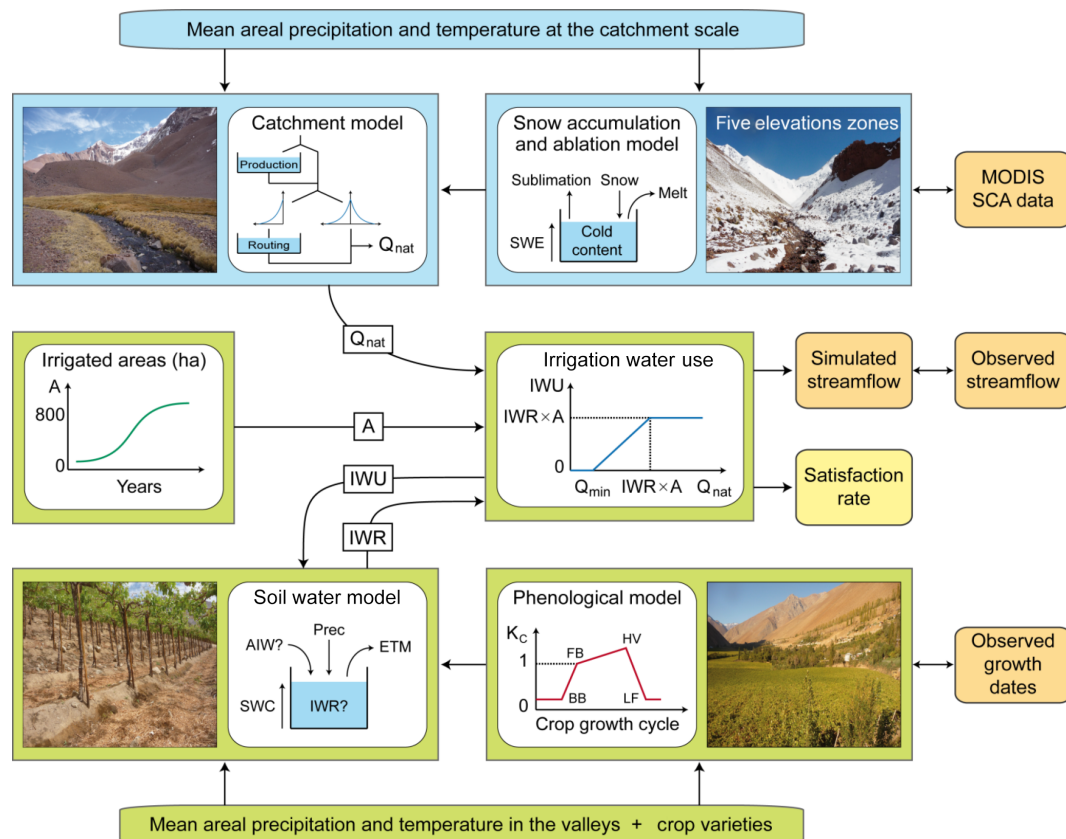 Mean areal precipitation and temperature at the catchment scale
Catchment model
Production
Routing
Qnat
Snow accumulation
and ablation model
Sublimation
Snow
Melt
SWE
Cold
content
Five elevations zones
MODIS
SCA data
Qnat
Irrigated areas (ha)
A
800
0
Years
A
IWU
IWR
Irrigation water use
IWU
IWR×A
0
Qmin
IWR×A
Qnat
Simulated
streamflow
Observed
streamflow
Satisfaction
rate
Soil water model
AIW?
Prec
ETM
SWC
IWR?
Phenological model
KC
1
0
FB
HV
BB
LF
Crop growth cycle
Observed
growth
dates
Mean areal precipitation and temperature in the valleys + crop varieties